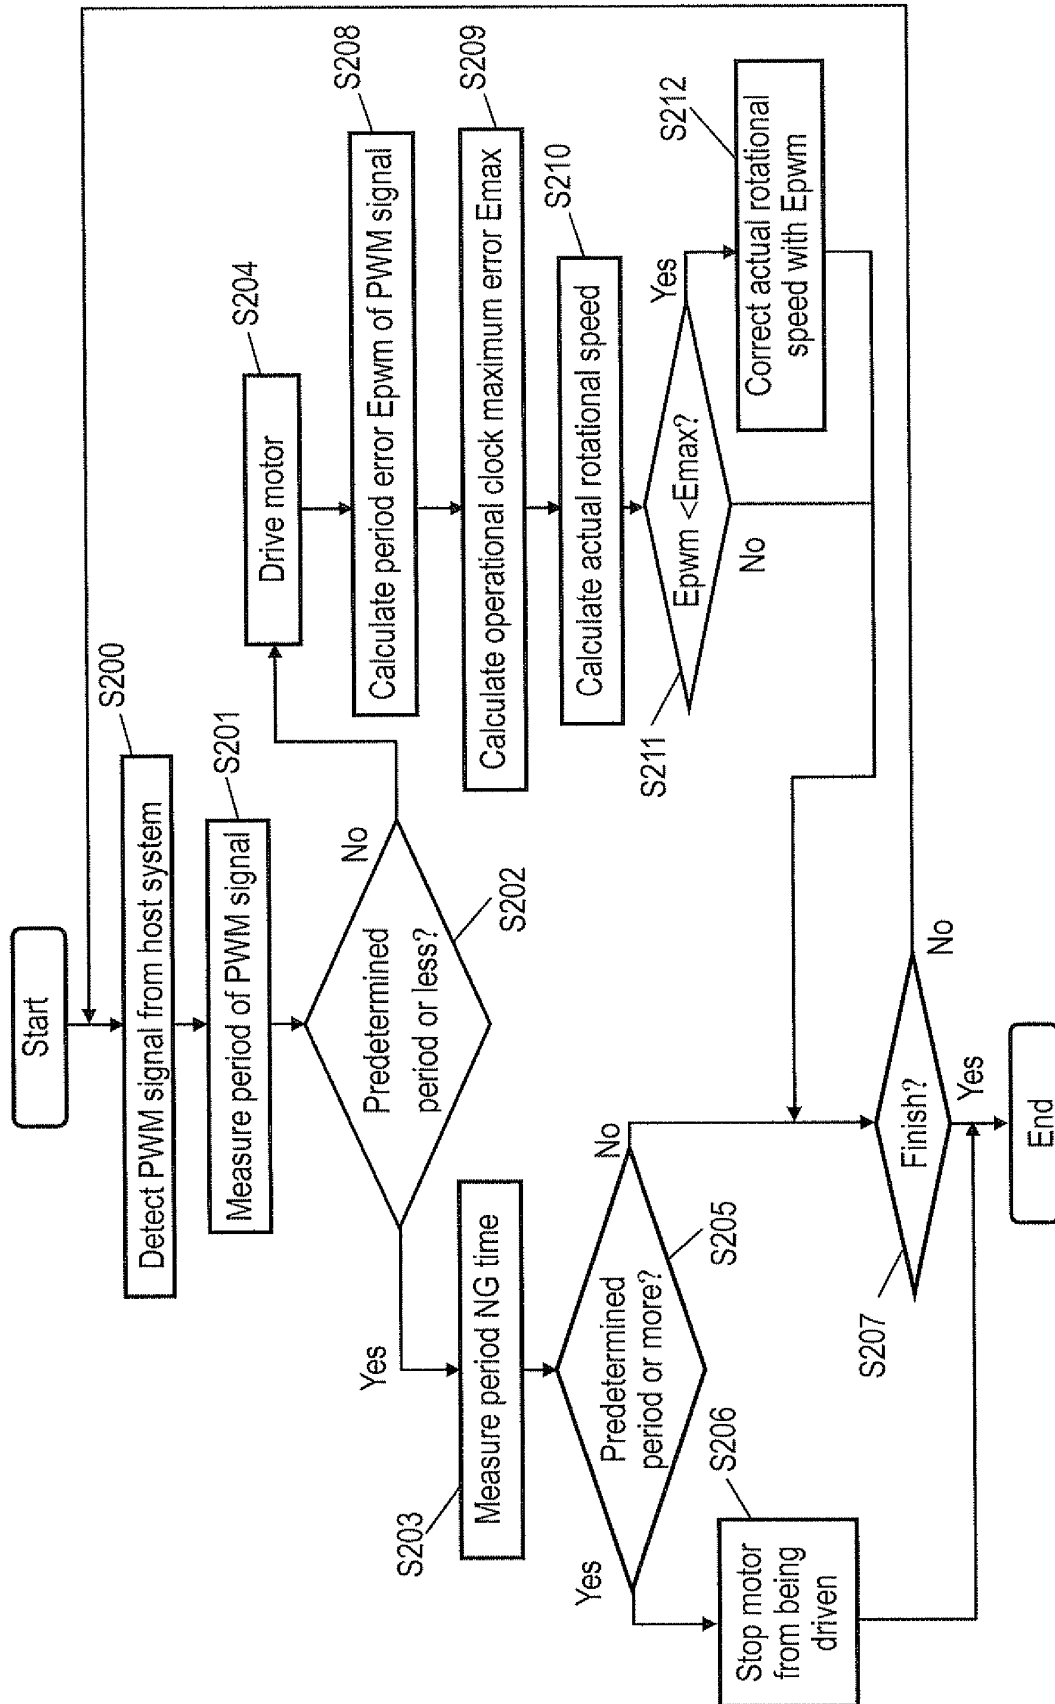 Start
S200
Detect PWM signal from host system
S201
Measure period of PWM signal
Predetermined
period or less?
S202
Yes
No
S203
Measure period NG time
Predetermined
period or more?
S205
Yes
No
S206
Stop motor
from being
driven
S204
Drive motor
S208
Calculate period error Epwm of PWM signal
S209
Calculate operational clock maximum error Emax
S210
Calculate actual rotational speed
S211
Epwm <Emax?
Yes
No
S212
Correct actual rotational
speed with Epwm
S207
Finish?
No
Yes
End